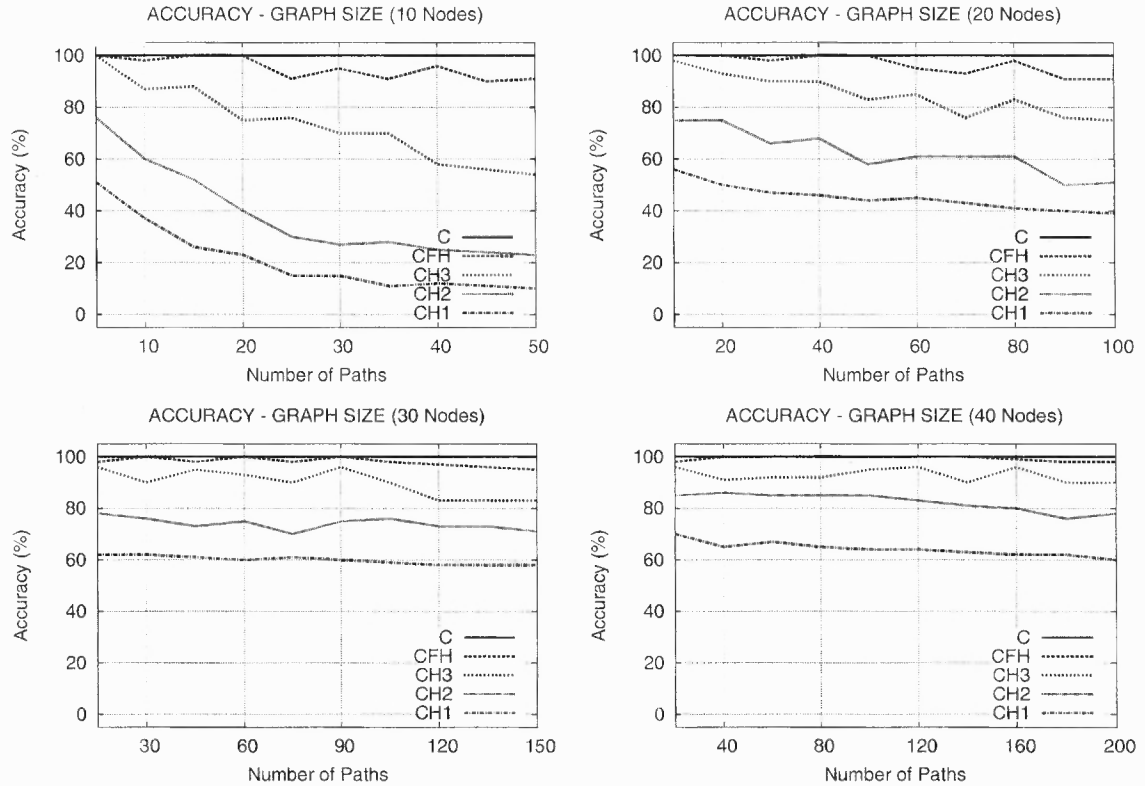 ACCURACY - GRAPH SIZE (10 Nodes)
Accuracy (%)
100
80
60
40
20
0
C
CFH
CH3
CH2
CH1
10
20
30
40
50
Number of Paths
ACCURACY - GRAPH SIZE (20 Nodes)
Accuracy (%)
100
80
60
40
20
0
C
CFH
CH3
CH2
CH1
20
40
60
80
100
Number of Paths
ACCURACY - GRAPH SIZE (30 Nodes)
Accuracy (%)
100
80
60
40
20
0
C
CFH
CH3
CH2
CH1
30
60
90
120
150
Number of Paths
ACCURACY - GRAPH SIZE (40 Nodes)
Accuracy (%)
100
80
60
40
20
0
C
CFH
CH3
CH2
CH1
40
80
120
160
200
Number of Paths